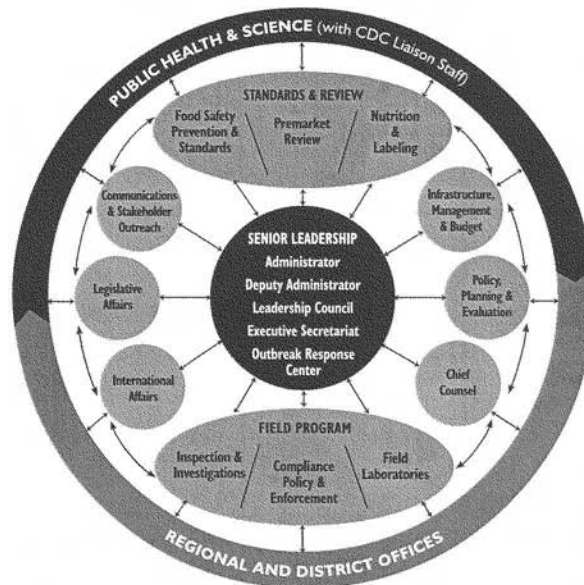 PUBLIC HEALTH & SCIENCE (with CDC Liaison Staff)
STANDARDS & REVIEW
Food Safety
Prevention &
Standards
Premarket
Review
Nutrition
&
Labeling
Communications
& Stakeholder
Outreach
Infrastructure,
Management
& Budget
SENIOR LEADERSHIP
Administrator
Deputy Administrator
Leadership Council
Executive Secretariat
Outbreak Response
Center
Legislative
Affairs
Policy,
Planning &
Evaluation
International
Affairs
Chief
Counsel
FIELD PROGRAM
Inspection &
Investigations
Compliance
Policy &
Enforcement
Field
Laboratories
REGIONAL AND DISTRICT OFFICES